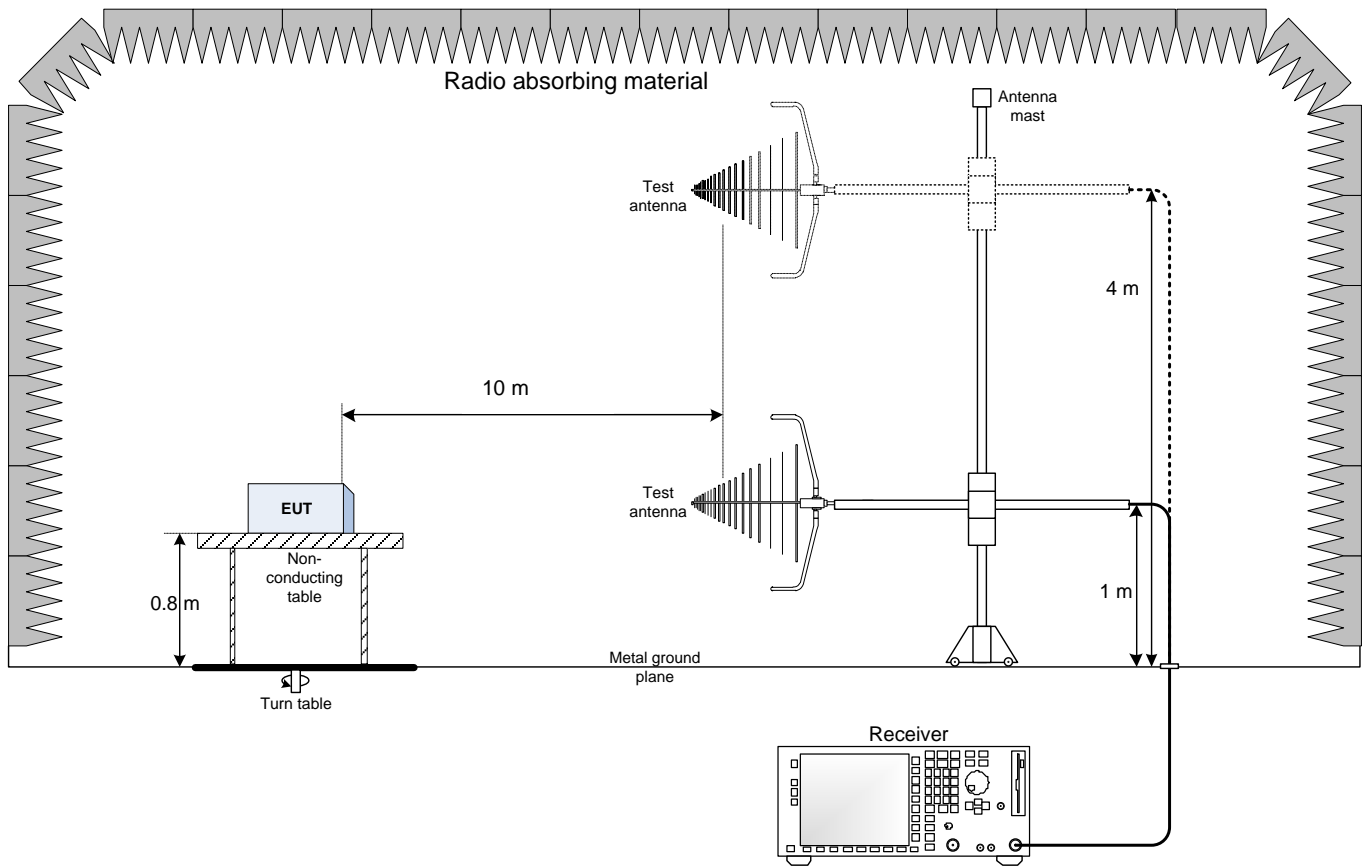 Radio absorbing material
Antenna
mast
Test
antenna
4 m
10 m
Test
antenna
EUT
Non-
conducting
table
0.8 m
1 m
Metal ground
plane
Turn table
Receiver